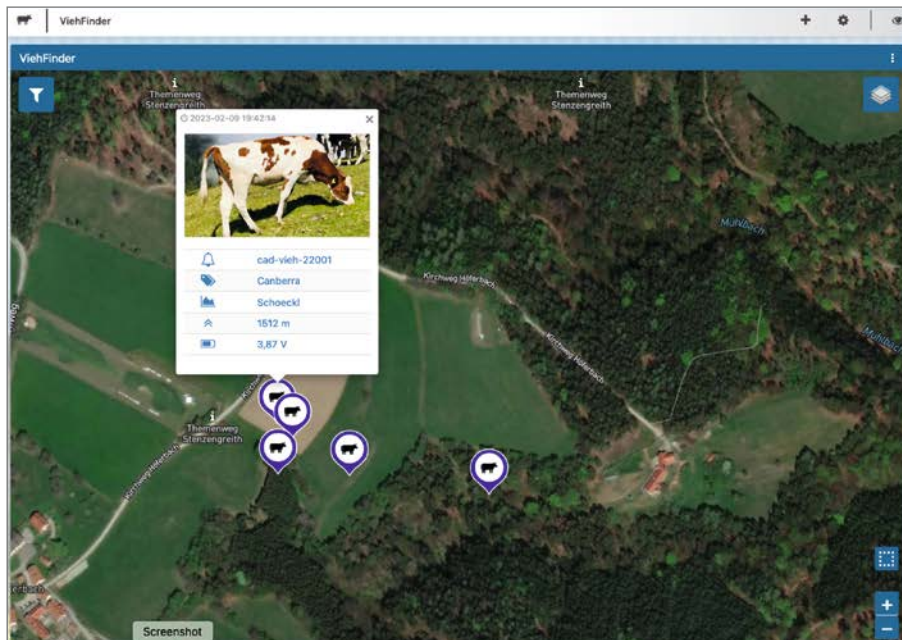 ViehFinder
ViehFinder
Themenweg
Stenzengreith
Themenweg
Stenzengreith
2023-02-09 19:42:14
cad-vieh-22001
Canberra
Schoeckl
1512 m
3,87 V
Mühlbach
Mühlbach
Kirchweg Höferbach
Kirchweg Höferbach
Themenweg
Stenzengreith
Kirchweg Höferbach
Screenshot